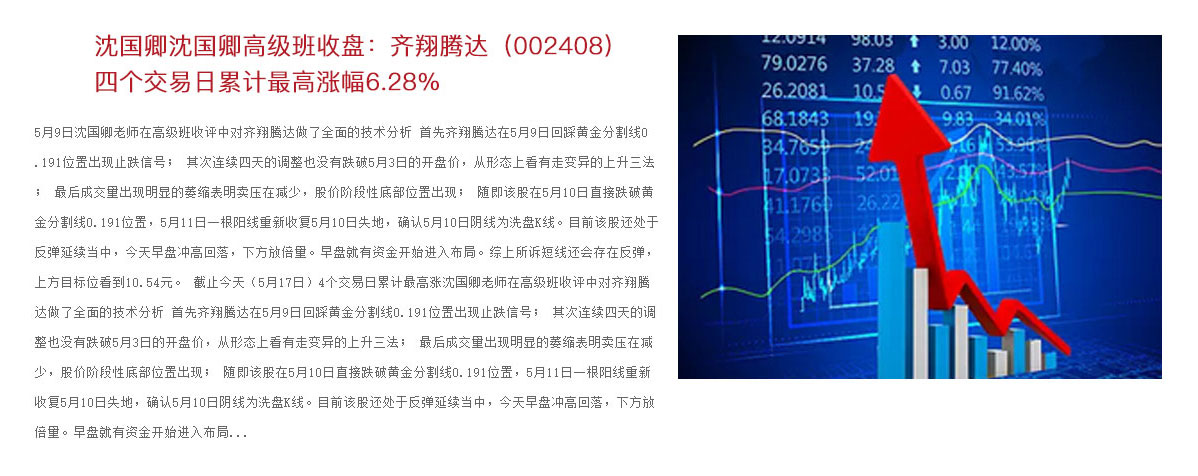 沈国卿沈国卿高级班收盘：齐翔腾达（002408）
四个交易日累计最高涨幅6.28%
5月9日沈国卿老师在高级班收评中对齐翔腾达做了全面的技术分析 首先齐翔腾达在5月9日回踩黄金分割线0
.191位置出现止跌信号； 其次连续四天的调整也没有跌破5月3日的开盘价，从形态上看有走变异的上升三法
； 最后成交量出现明显的萎缩表明卖压在减少，股价阶段性底部位置出现； 随即该股在5月10日直接跌破黄
金分割线0.191位置，5月11日一根阳线重新收复5月10日失地，确认5月10日阴线为洗盘K线。目前该股还处于
反弹延续当中，今天早盘冲高回落，下方放倍量。早盘就有资金开始进入布局。综上所诉短线还会存在反弹，
上方目标位看到10.54元。 截止今天（5月17日）4个交易日累计最高涨沈国卿老师在高级班收评中对齐翔腾
达做了全面的技术分析 首先齐翔腾达在5月9日回踩黄金分割线0.191位置出现止跌信号； 其次连续四天的调
整也没有跌破5月3日的开盘价，从形态上看有走变异的上升三法； 最后成交量出现明显的萎缩表明卖压在减
少，股价阶段性底部位置出现； 随即该股在5月10日直接跌破黄金分割线0.191位置，5月11日一根阳线重新
收复5月10日失地，确认5月10日阴线为洗盘K线。目前该股还处于反弹延续当中，今天早盘冲高回落，下方放
倍量。早盘就有资金开始进入布局...
12.0914 98.03 3.00 12.00%
79.0276 37.28 7.03 77.40%
26.2081 0.67 91.62%
68.1843 9.83 34.01%
34.7659 53.96%
17.0733 52.01 43.57%
41.1760 26.22